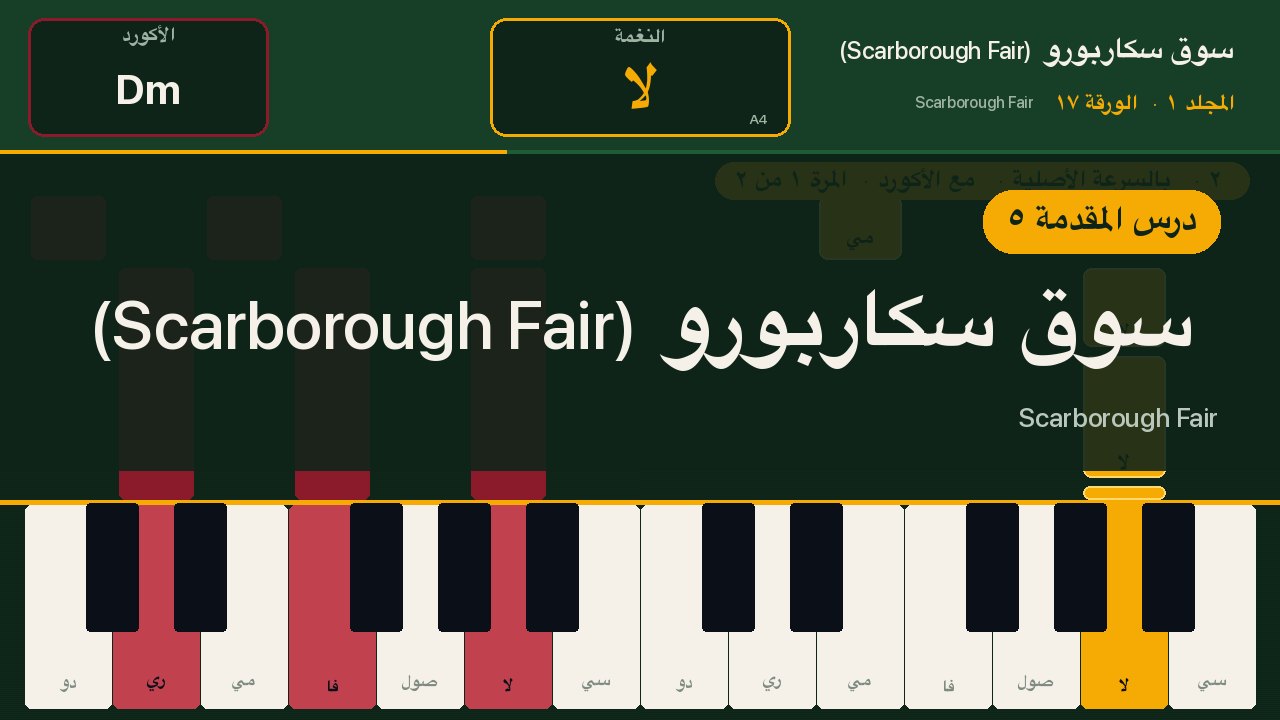 سوق سكاربورو (Scarborough Fair)
المجلد ١ · الورقة ١٧ Scarborough Fair
النغمة
لا
A4
الأكورد
Dm
٢ · بالسرعة الأصلية · مع الأكورد · المرة ١ من ٢
درس المقدمة ٥
مي
سوق سكاربورو (Scarborough Fair)
Scarborough Fair
لا
دو ري مي فا صول لا سي دو ري مي فا صول لا سي